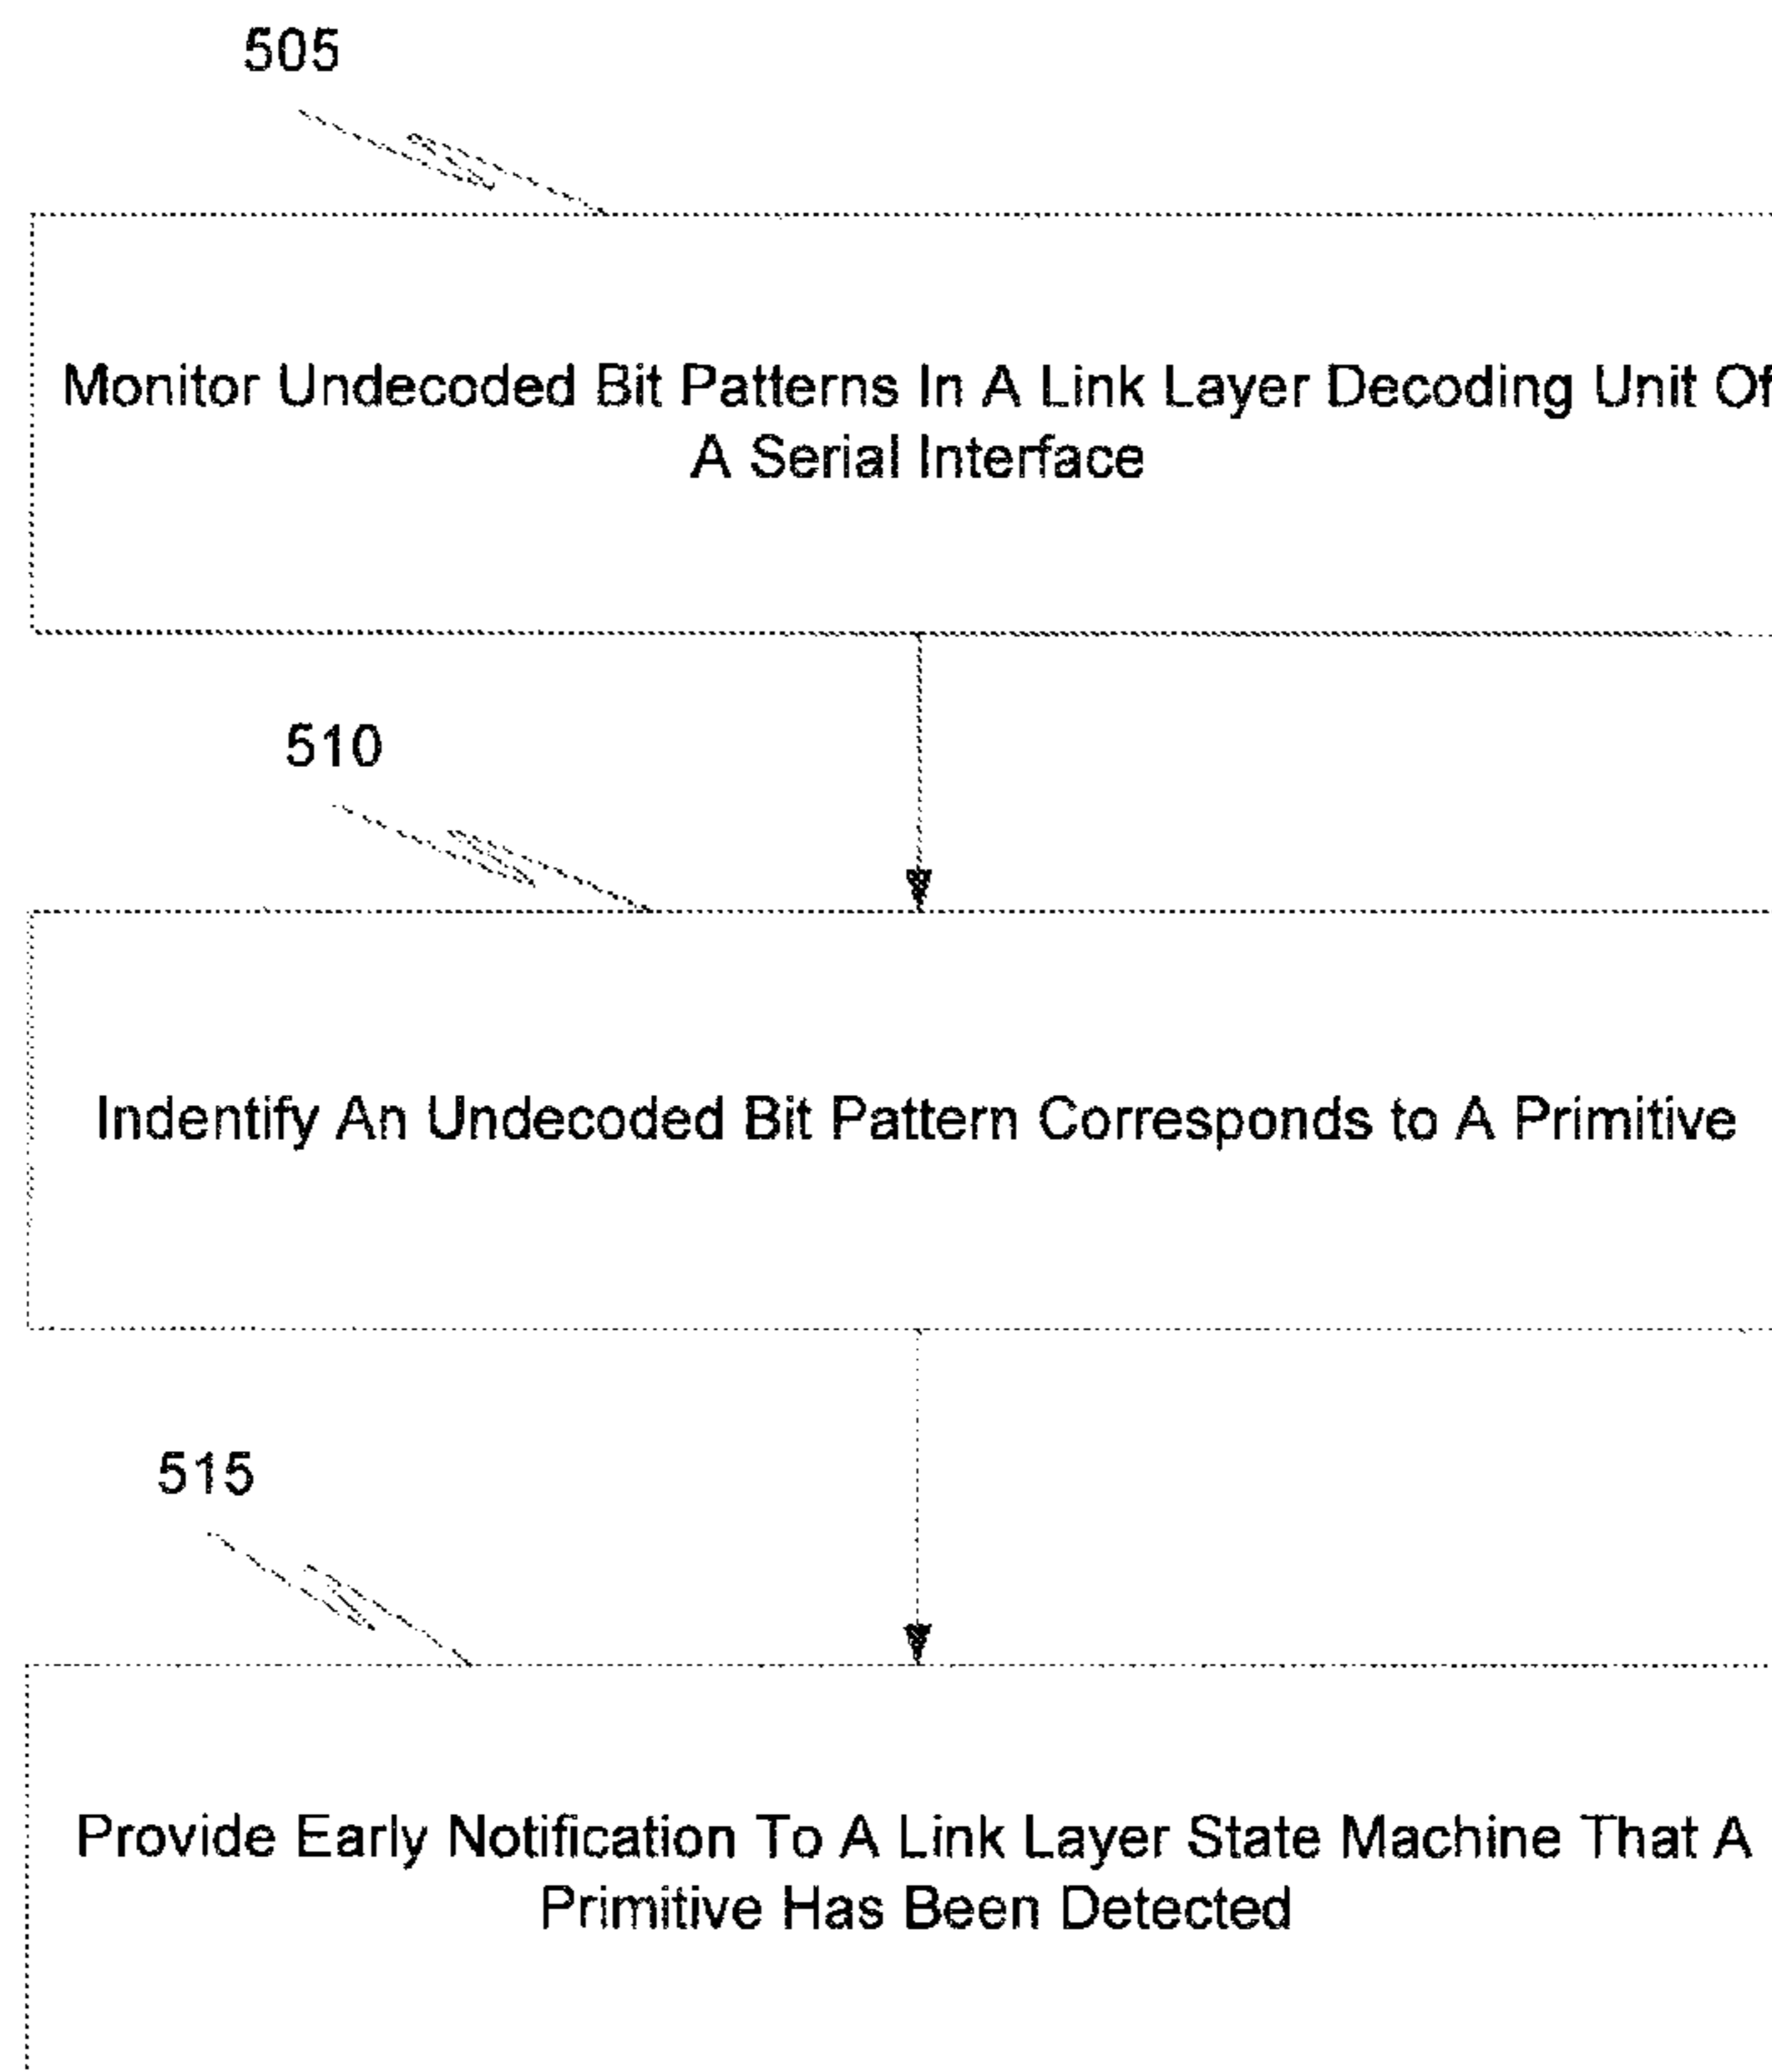 505
Monitor Undecoded Bit Patterns In A Link Layer Decoding Unit Of
A Serial Interface
510
Indentify An Undecoded Bit Pattern Corresponds to A Primitive
515
Provide Early Notification To A Link Layer State Machine That A
Primitive Has Been Detected